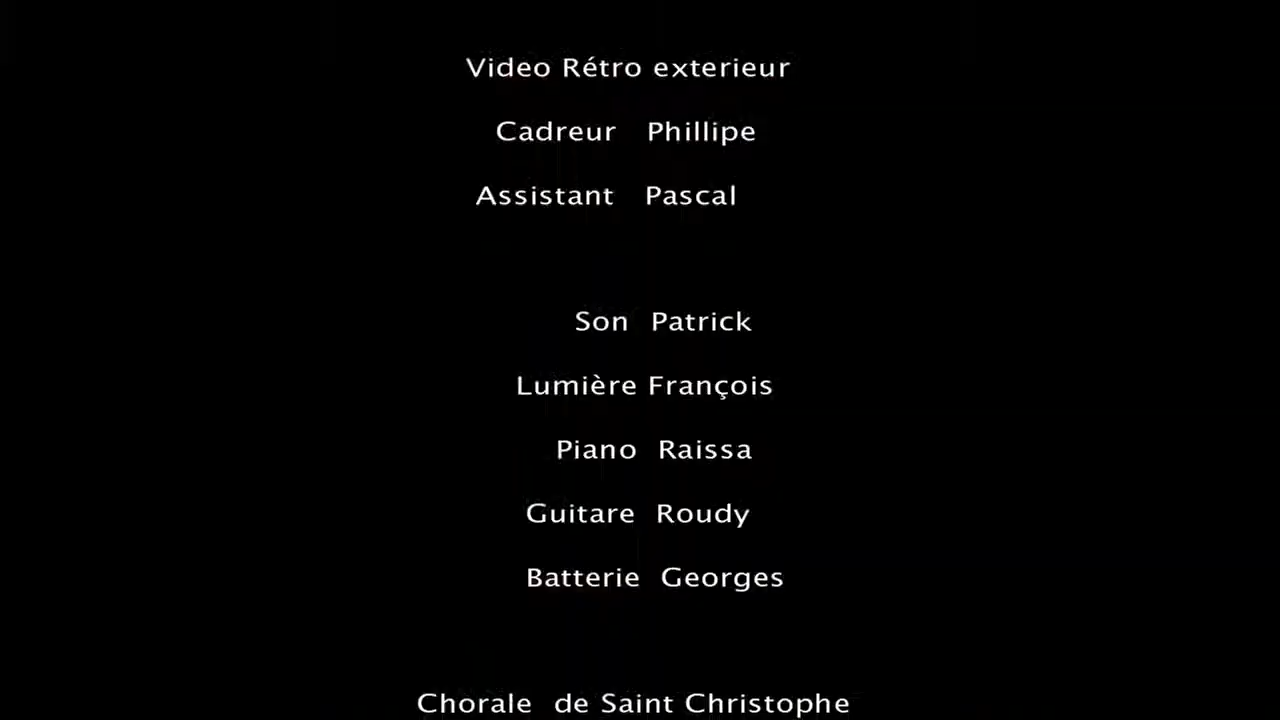 Video Rétro exterieur
Cadreur Phillipe
Assistant Pascal
Son Patrick
Lumière François
Piano Raissa
Guitare Roudy
Batterie Georges
Chorale de Saint Christophe